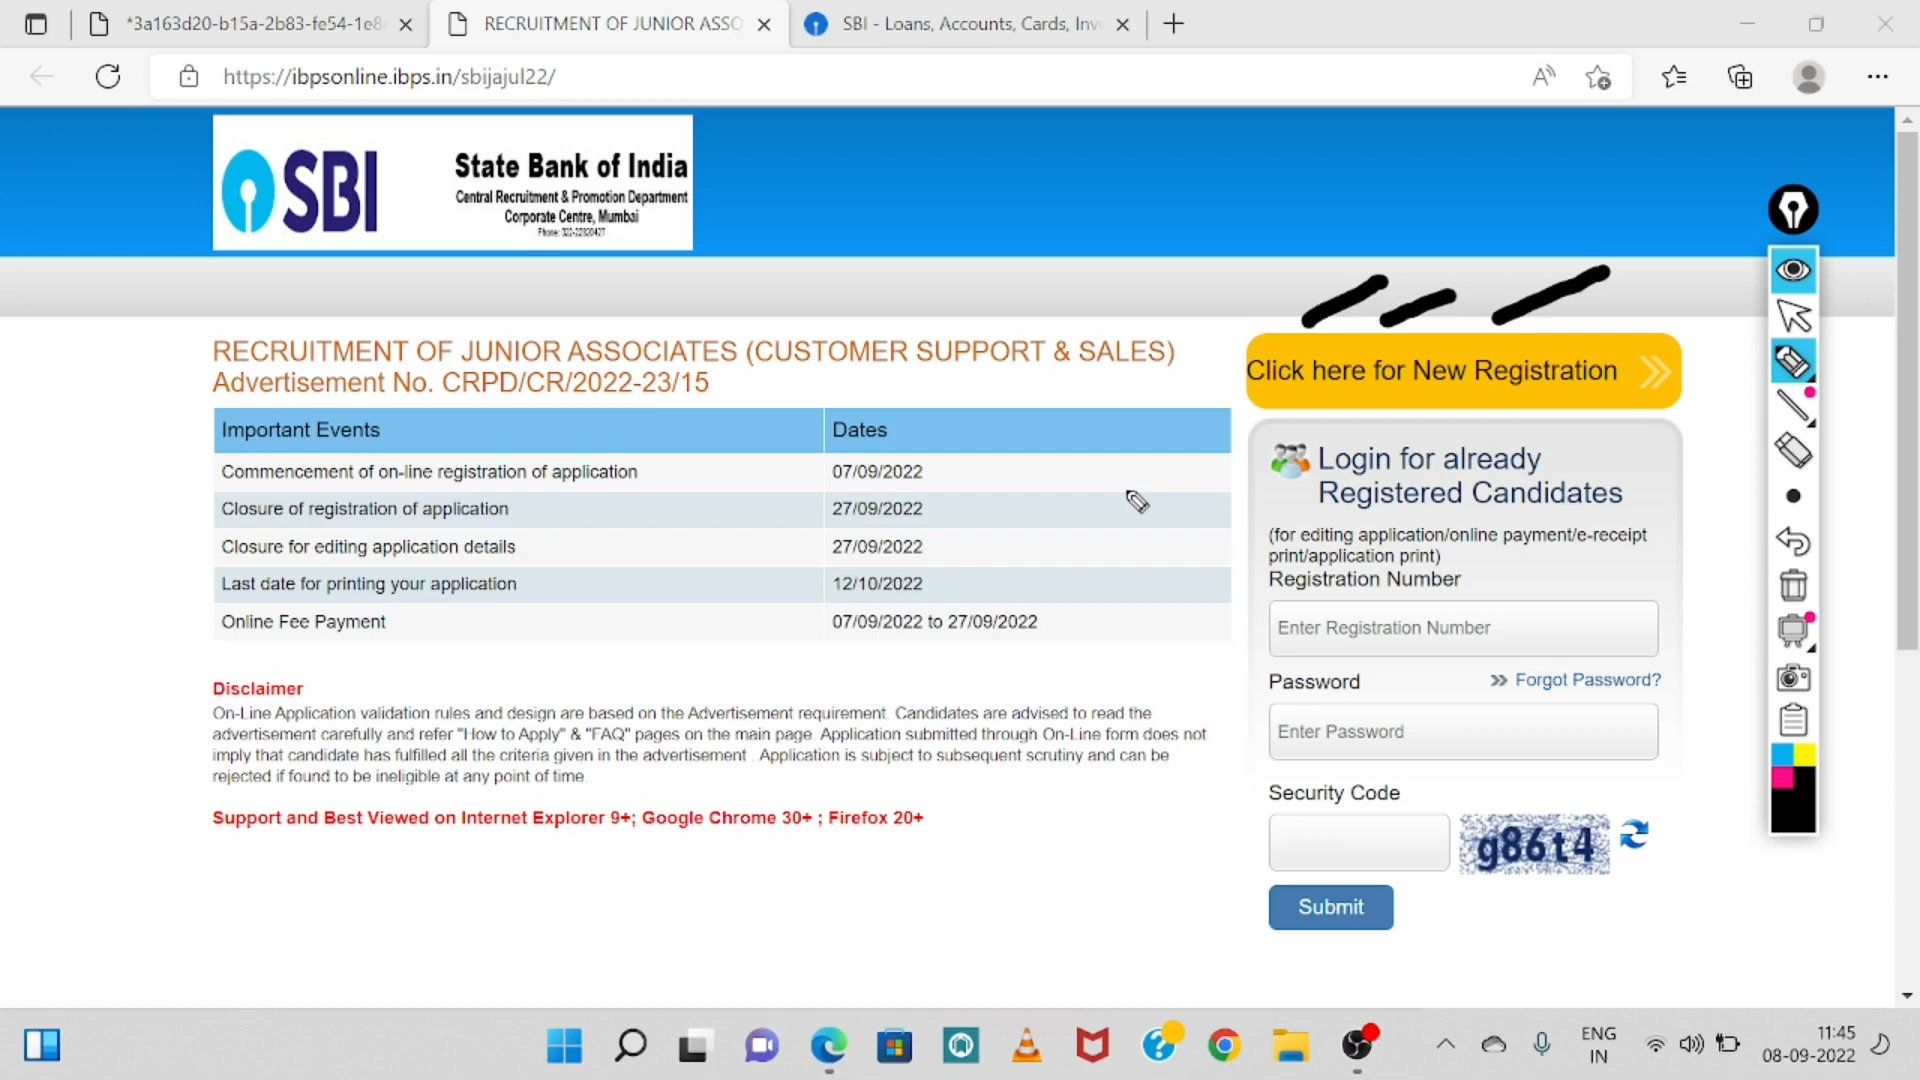 *3a163d20-b15a-2b83-fe54-1e8
RECRUITMENT OF JUNIOR ASSO
SBI - Loans, Accounts, Cards, Inv
https://ibpsonline.ibps.in/sbijajul22/
SBI
State Bank of India
Central Recruitment & Promotion Department
Corporate Centre, Mumbai
Phone: 022-22820427
RECRUITMENT OF JUNIOR ASSOCIATES (CUSTOMER SUPPORT & SALES)
Advertisement No. CRPD/CR/2022-23/15
Important Events Dates
Commencement of on-line registration of application 07/09/2022
Closure of registration of application 27/09/2022
Closure for editing application details 27/09/2022
Last date for printing your application 12/10/2022
Online Fee Payment 07/09/2022 to 27/09/2022
Disclaimer
On-Line Application validation rules and design are based on the Advertisement requirement. Candidates are advised to read the
advertisement carefully and refer "How to Apply" & "FAQ" pages on the main page. Application submitted through On-Line form does not
imply that candidate has fulfilled all the criteria given in the advertisement . Application is subject to subsequent scrutiny and can be
rejected if found to be ineligible at any point of time.
Support and Best Viewed on Internet Explorer 9+; Google Chrome 30+ ; Firefox 20+
Click here for New Registration
Login for already
Registered Candidates
(for editing application/online payment/e-receipt
print/application print)
Registration Number
Enter Registration Number
Password >> Forgot Password?
Enter Password
Security Code
g86t4
Submit
ENG
IN
11:45
08-09-2022